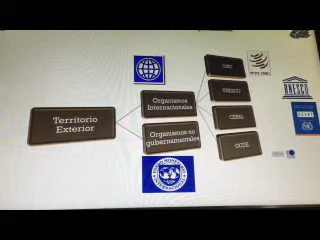 Territorio
Exterior
Organismos
Internacionales
Organismos no
gubernamentales
OMC
UNESCO
CEPAL
OCDE
WTO OMC
UNESCO